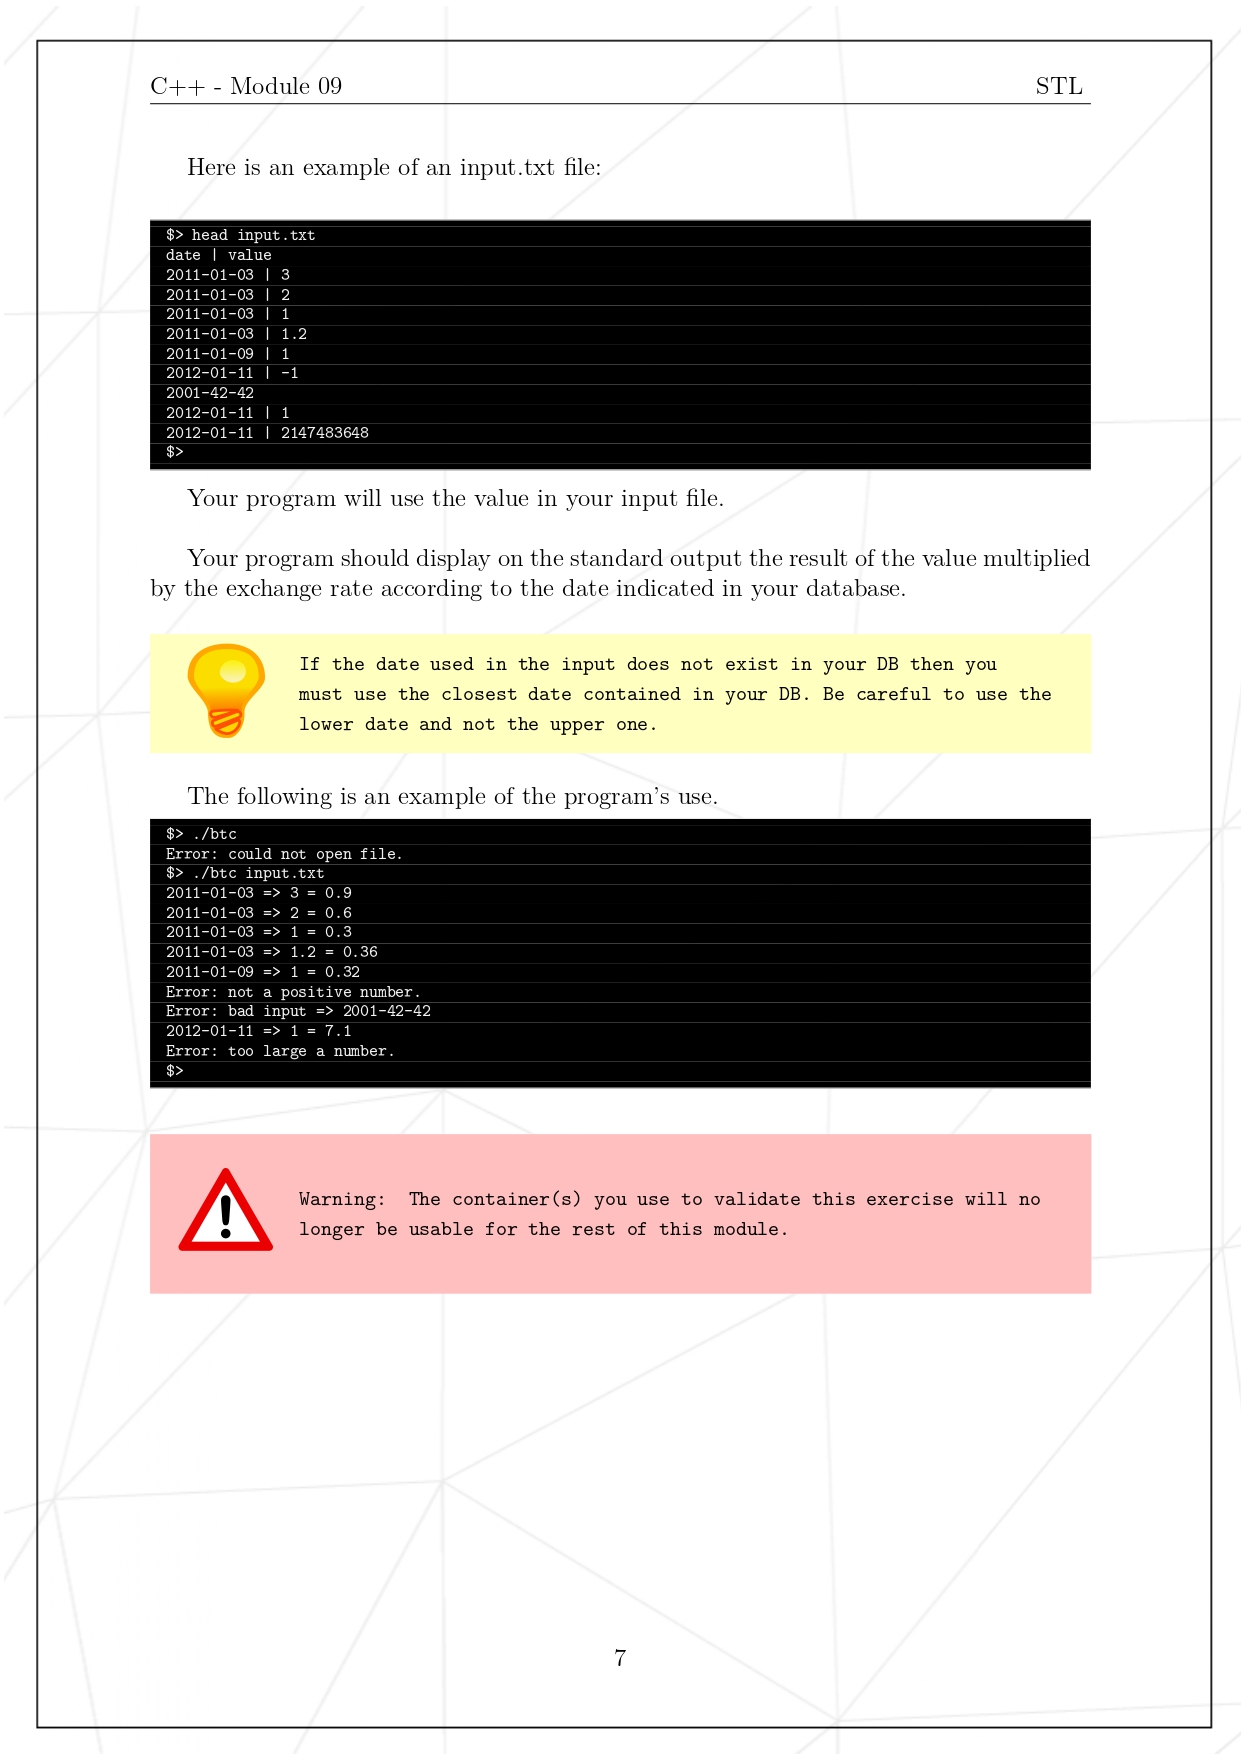 C++ - Module 09 STL
Here is an example of an input.txt file:
$> head input.txt
date | value
2011-01-03 | 3
2011-01-03 | 2
2011-01-03 | 1
2011-01-03 | 1.2
2011-01-09 | 1
2012-01-11 | -1
2001-42-42
2012-01-11 | 1
2012-01-11 | 2147483648
$>
Your program will use the value in your input file.
Your program should display on the standard output the result of the value multiplied
by the exchange rate according to the date indicated in your database.
If the date used in the input does not exist in your DB then you
must use the closest date contained in your DB. Be careful to use the
lower date and not the upper one.
The following is an example of the program's use.
$> ./btc
Error: could not open file.
$> ./btc input.txt
2011-01-03 => 3 = 0.9
2011-01-03 => 2 = 0.6
2011-01-03 => 1 = 0.3
2011-01-03 => 1.2 = 0.36
2011-01-09 => 1 = 0.32
Error: not a positive number.
Error: bad input => 2001-42-42
2012-01-11 => 1 = 7.1
Error: too large a number.
$>
Warning: The container(s) you use to validate this exercise will no
longer be usable for the rest of this module.
7